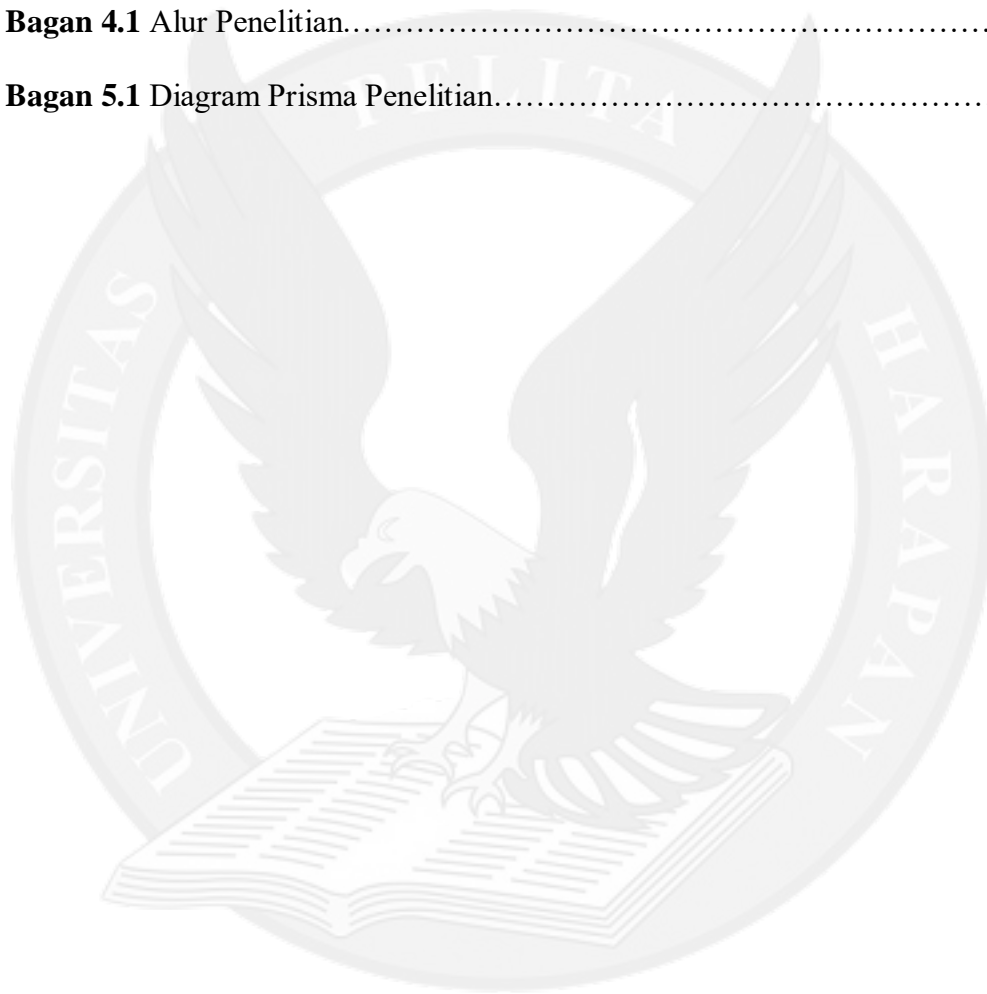 Bagan 4.1 Alur Penelitian……………………………………………………………
Bagan 5.1 Diagram Prisma Penelitian……………………………………………
UNIVERSITAS PELITA HARAPAN